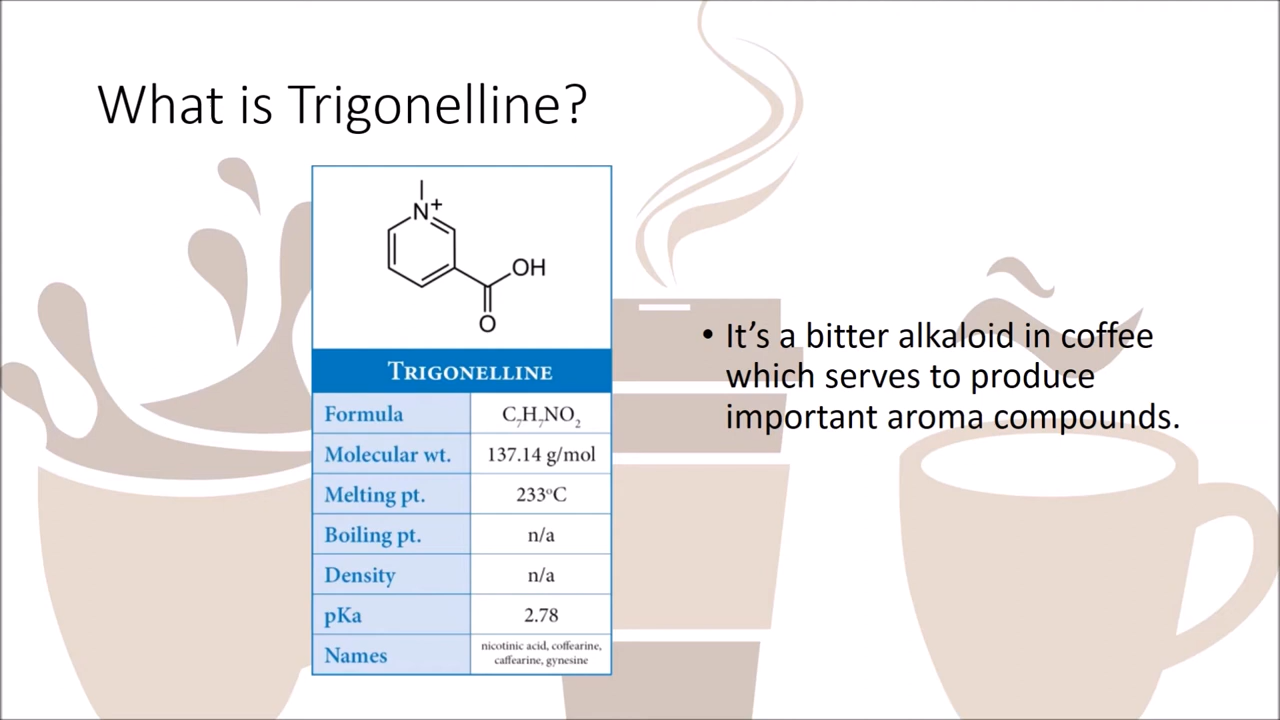 What is Trigonelline?
N+
OH
O
TRIGONELLINE
Formula C₇H₇NO₂
Molecular wt. 137.14 g/mol
Melting pt. 233ºC
Boiling pt. n/a
Density n/a
pKa 2.78
Names nicotinic acid, coffearine,
caffearine, gynesine
• It’s a bitter alkaloid in coffee
which serves to produce
important aroma compounds.